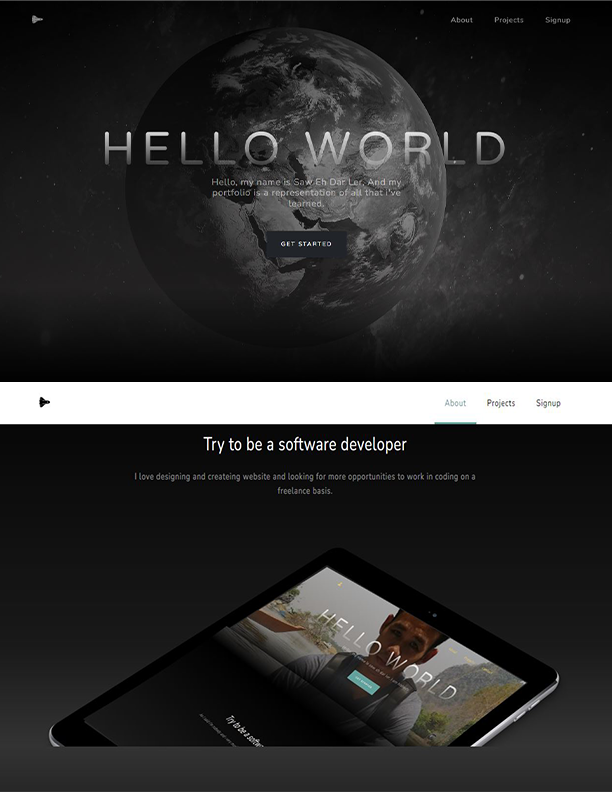 About Projects Signup
HELLO WORLD
Hello, my name is Saw Eh Dar Ler, And my
portfolio is a representation of all that i've
learned.
GET STARTED
About Projects Signup
Try to be a software developer
I love designing and createing website and looking for more opportunities to work in coding on a
freelance basis.
HELLO WORLD
Try to be a softw